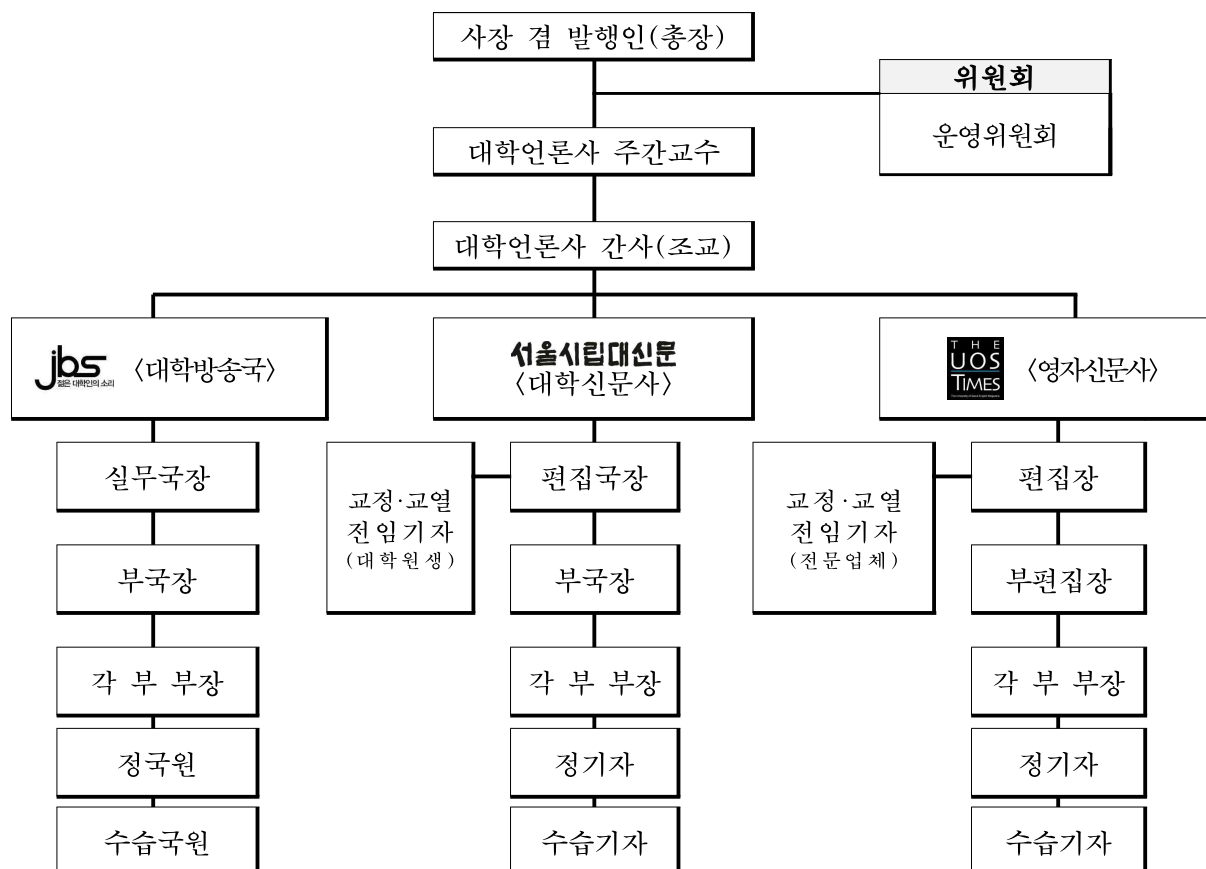 사장 겸 발행인(총장)
위원회
운영위원회
대학언론사 주간교수
대학언론사 간사(조교)
jbs
젊은 대학인의 소리
〈대학방송국〉
서울시립대신문
〈대학신문사〉
THE
UOS
TIMES
〈영자신문사〉
실무국장
교정·교열
전임기자
(대학원생)
편집국장
교정·교열
전임기자
(전문업체)
편집장
부국장
부국장
부편집장
각 부 부장
각 부 부장
각 부 부장
정국원
정기자
정기자
수습국원
수습기자
수습기자